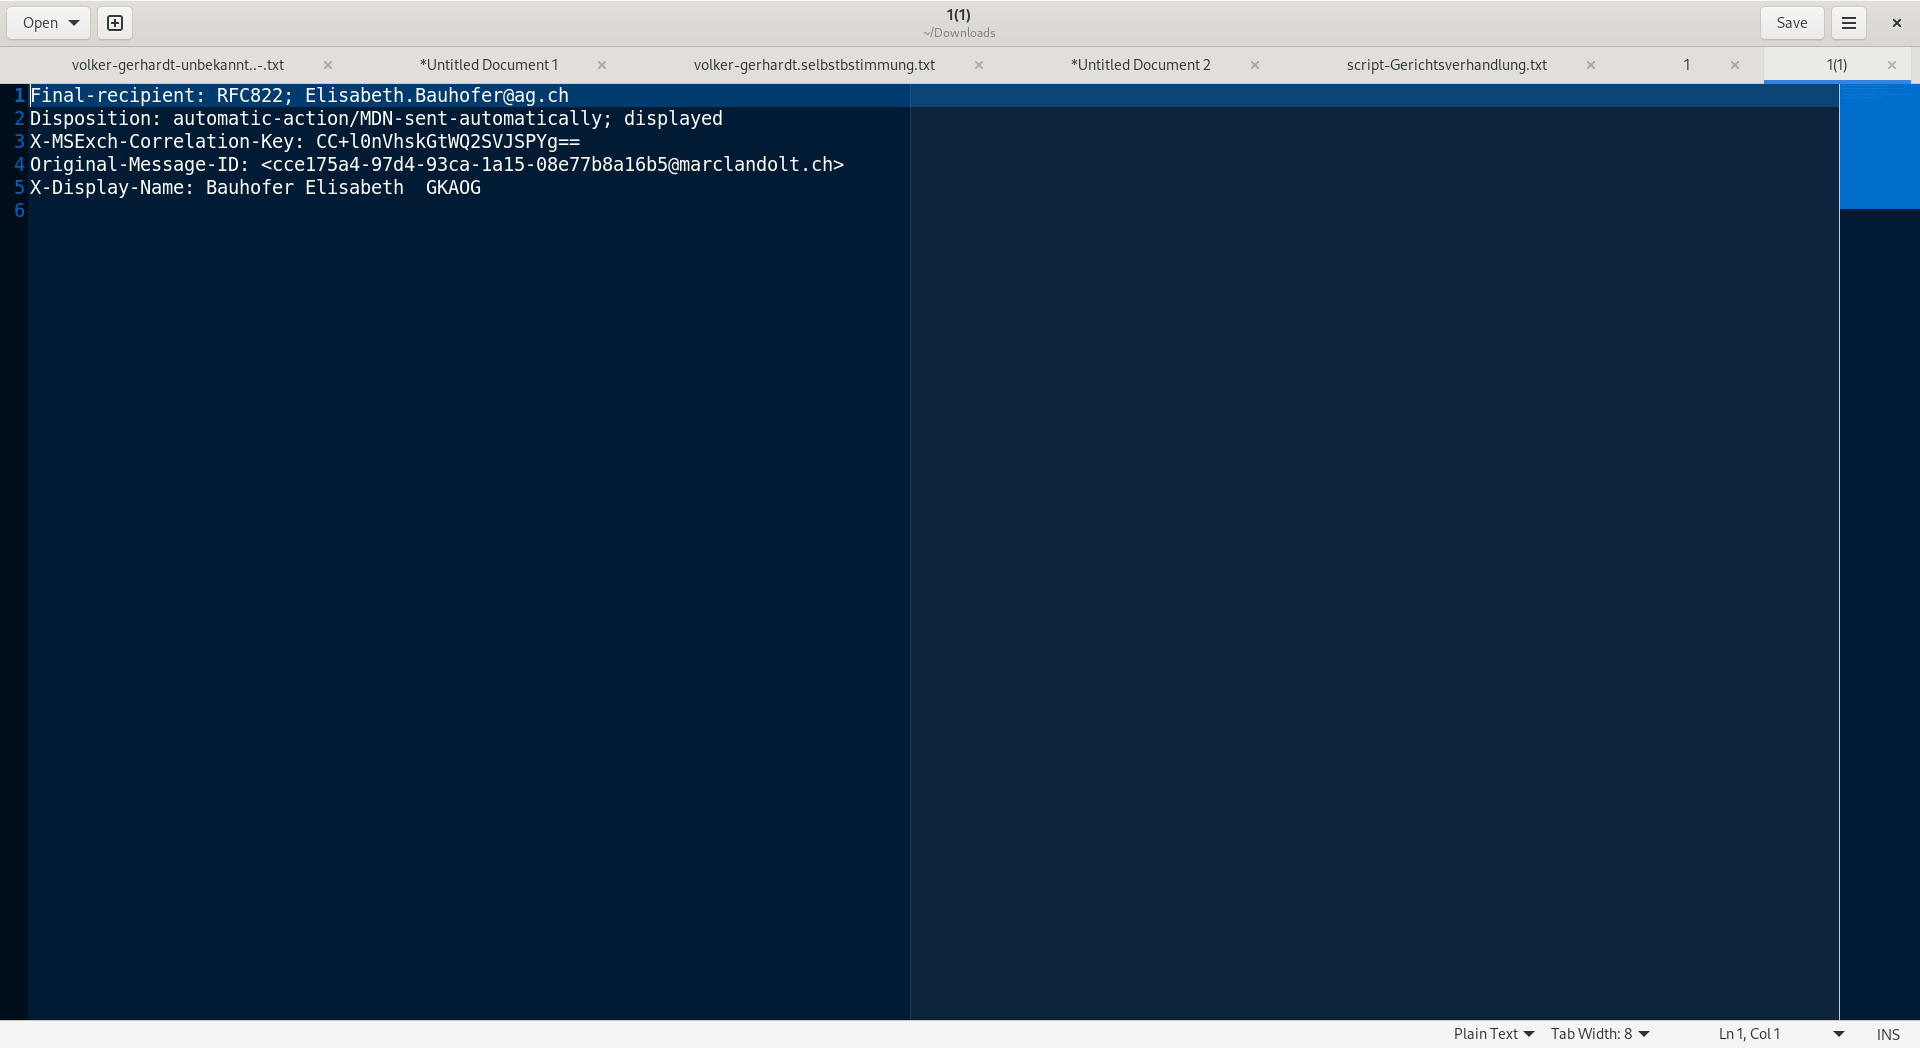 Open
1(1)
~/Downloads
Save
volker-gerhardt-unbekannt..-.txt
*Untitled Document 1
volker-gerhardt.selbstbstimmung.txt
*Untitled Document 2
script-Gerichtsverhandlung.txt
1
1(1)
1 Final-recipient: RFC822; Elisabeth.Bauhofer@ag.ch
2 Disposition: automatic-action/MDN-sent-automatically; displayed
3 X-MSExch-Correlation-Key: CC+l0nVhskGtWQ2SVJSPYg==
4 Original-Message-ID: <cce175a4-97d4-93ca-1a15-08e77b8a16b5@marclandolt.ch>
5 X-Display-Name: Bauhofer Elisabeth  GKAOG
6
Plain Text
Tab Width: 8
Ln 1, Col 1
INS